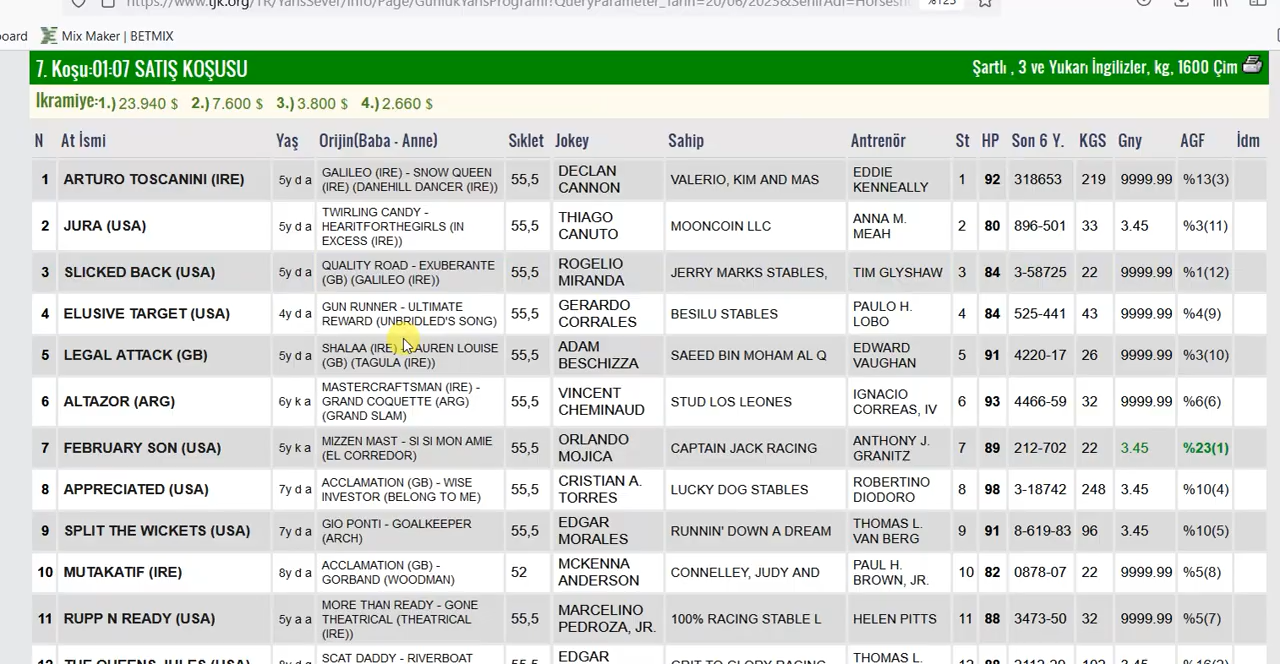 https://www.tjk.org/TR/YarisSever/Info/Page/GunlukYarisProgrami?QueryParameter_Tarih=20/06/2023&SehirAdi=Horsesh
%125
oard Mix Maker | BETMIX
7. Koşu:01:07 SATIŞ KOŞUSU Şartlı , 3 ve Yukarı İngilizler, kg, 1600 Çim
İkramiye:1.) 23.940 $ 2.) 7.600 $ 3.) 3.800 $ 4.) 2.660 $
N At İsmi Yaş Orijin(Baba - Anne) Sıklet Jokey Sahip Antrenör St HP Son 6 Y. KGS Gny AGF İdm
1 ARTURO TOSCANINI (IRE) 5y d a GALILEO (IRE) - SNOW QUEEN (IRE) (DANEHILL DANCER (IRE)) 55,5 DECLAN CANNON VALERIO, KIM AND MAS EDDIE KENNEALLY 1 92 318653 219 9999.99 %13(3)
2 JURA (USA) 5y d a TWIRLING CANDY - HEARITFORTHEGIRLS (IN EXCESS (IRE)) 55,5 THIAGO CANUTO MOONCOIN LLC ANNA M. MEAH 2 80 896-501 33 3.45 %3(11)
3 SLICKED BACK (USA) 5y d a QUALITY ROAD - EXUBERANTE (GB) (GALILEO (IRE)) 55,5 ROGELIO MIRANDA JERRY MARKS STABLES, TIM GLYSHAW 3 84 3-58725 22 9999.99 %1(12)
4 ELUSIVE TARGET (USA) 4y d a GUN RUNNER - ULTIMATE REWARD (UNBRIDLED'S SONG) 55,5 GERARDO CORRALES BESILU STABLES PAULO H. LOBO 4 84 525-441 43 9999.99 %4(9)
5 LEGAL ATTACK (GB) 5y d a SHALAA (IRE) LAUREN LOUISE (GB) (TAGULA (IRE)) 55,5 ADAM BESCHIZZA SAEED BIN MOHAM AL Q EDWARD VAUGHAN 5 91 4220-17 26 9999.99 %3(10)
6 ALTAZOR (ARG) 6y k a MASTERCRAFTSMAN (IRE) - GRAND COQUETTE (ARG) (GRAND SLAM) 55,5 VINCENT CHEMINAUD STUD LOS LEONES IGNACIO CORREAS, IV 6 93 4466-59 32 9999.99 %6(6)
7 FEBRUARY SON (USA) 5y k a MIZZEN MAST - SI SI MON AMIE (EL CORREDOR) 55,5 ORLANDO MOJICA CAPTAIN JACK RACING ANTHONY J. GRANITZ 7 89 212-702 22 3.45 %23(1)
8 APPRECIATED (USA) 7y d a ACCLAMATION (GB) - WISE INVESTOR (BELONG TO ME) 55,5 CRISTIAN A. TORRES LUCKY DOG STABLES ROBERTINO DIODORO 8 98 3-18742 248 3.45 %10(4)
9 SPLIT THE WICKETS (USA) 7y d a GIO PONTI - GOALKEEPER (ARCH) 55,5 EDGAR MORALES RUNNIN' DOWN A DREAM THOMAS L. VAN BERG 9 91 8-619-83 96 3.45 %10(5)
10 MUTAKATIF (IRE) 8y d a ACCLAMATION (GB) - GORBAND (WOODMAN) 52 MCKENNA ANDERSON CONNELLEY, JUDY AND PAUL H. BROWN, JR. 10 82 0878-07 22 9999.99 %5(8)
11 RUPP N READY (USA) 5y a a MORE THAN READY - GONE THEATRICAL (THEATRICAL (IRE)) 55,5 MARCELINO PEDROZA, JR. 100% RACING STABLE L HELEN PITTS 11 88 3473-50 32 9999.99 %5(7)
SCAT DADDY - RIVERBOAT EDGAR THOMAS L.